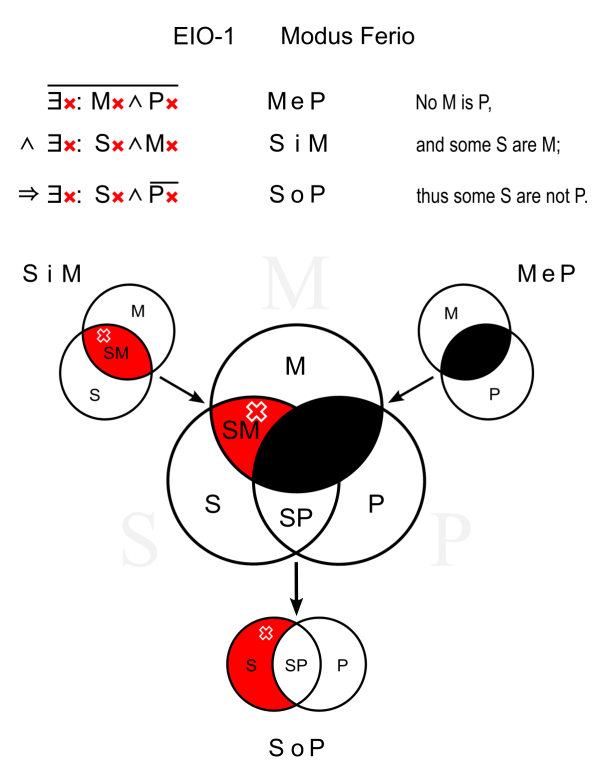 EIO-1 Modus Ferio
∃x: Mx ∧ Px M e P No M is P,
∧ ∃x: Sx ∧ Mx S i M and some S are M;
⇒ ∃x: Sx ∧ P̅x̅ S o P thus some S are not P.
S i M
M
M e P
M
SM
S
M
P
M
SM
S
SP
P
S
P
S
SP
P
S o P